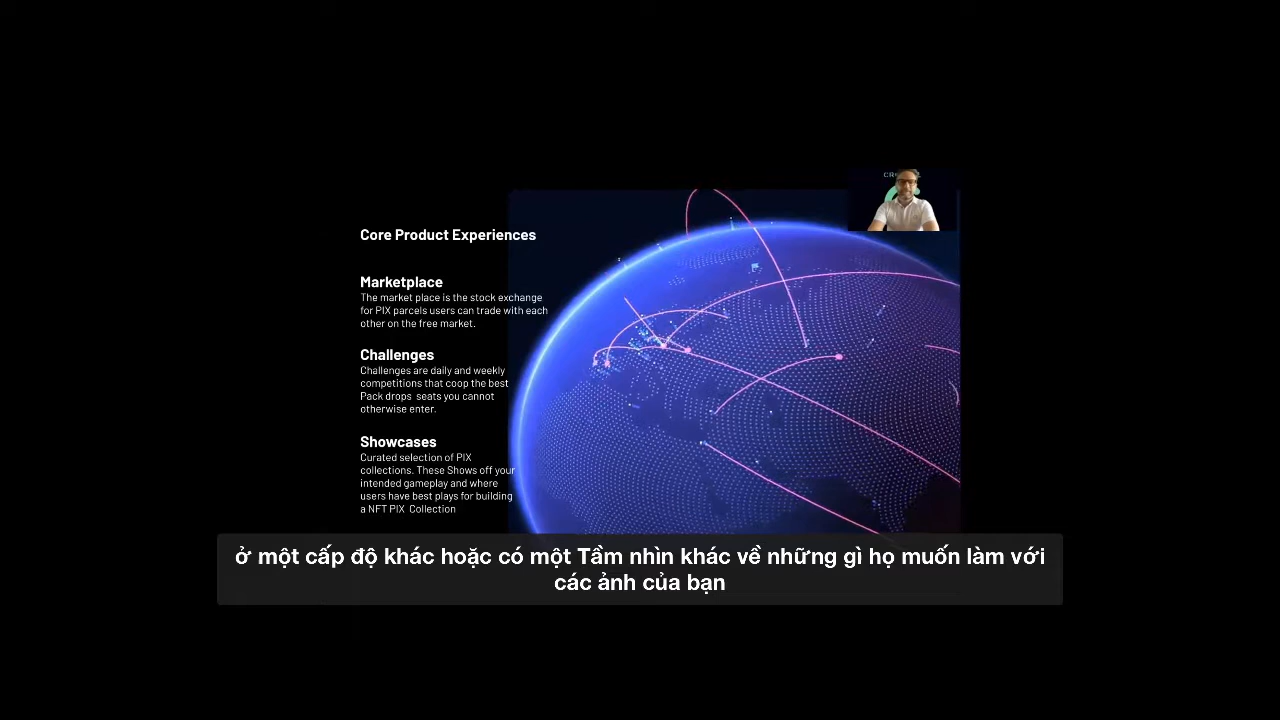 Core Product Experiences
Marketplace
The market place is the stock exchange
for PIX parcels users can trade with each
other on the free market.
Challenges
Challenges are daily and weekly
competitions that coop the best
Pack drops seats you cannot
otherwise enter.
Showcases
Curated selection of PIX
collections. These Shows off your
intended gameplay and where
users have best plays for building
a NFT PIX Collection
ở một cấp độ khác hoặc có một Tầm nhìn khác về những gì họ muốn làm với
các ảnh của bạn